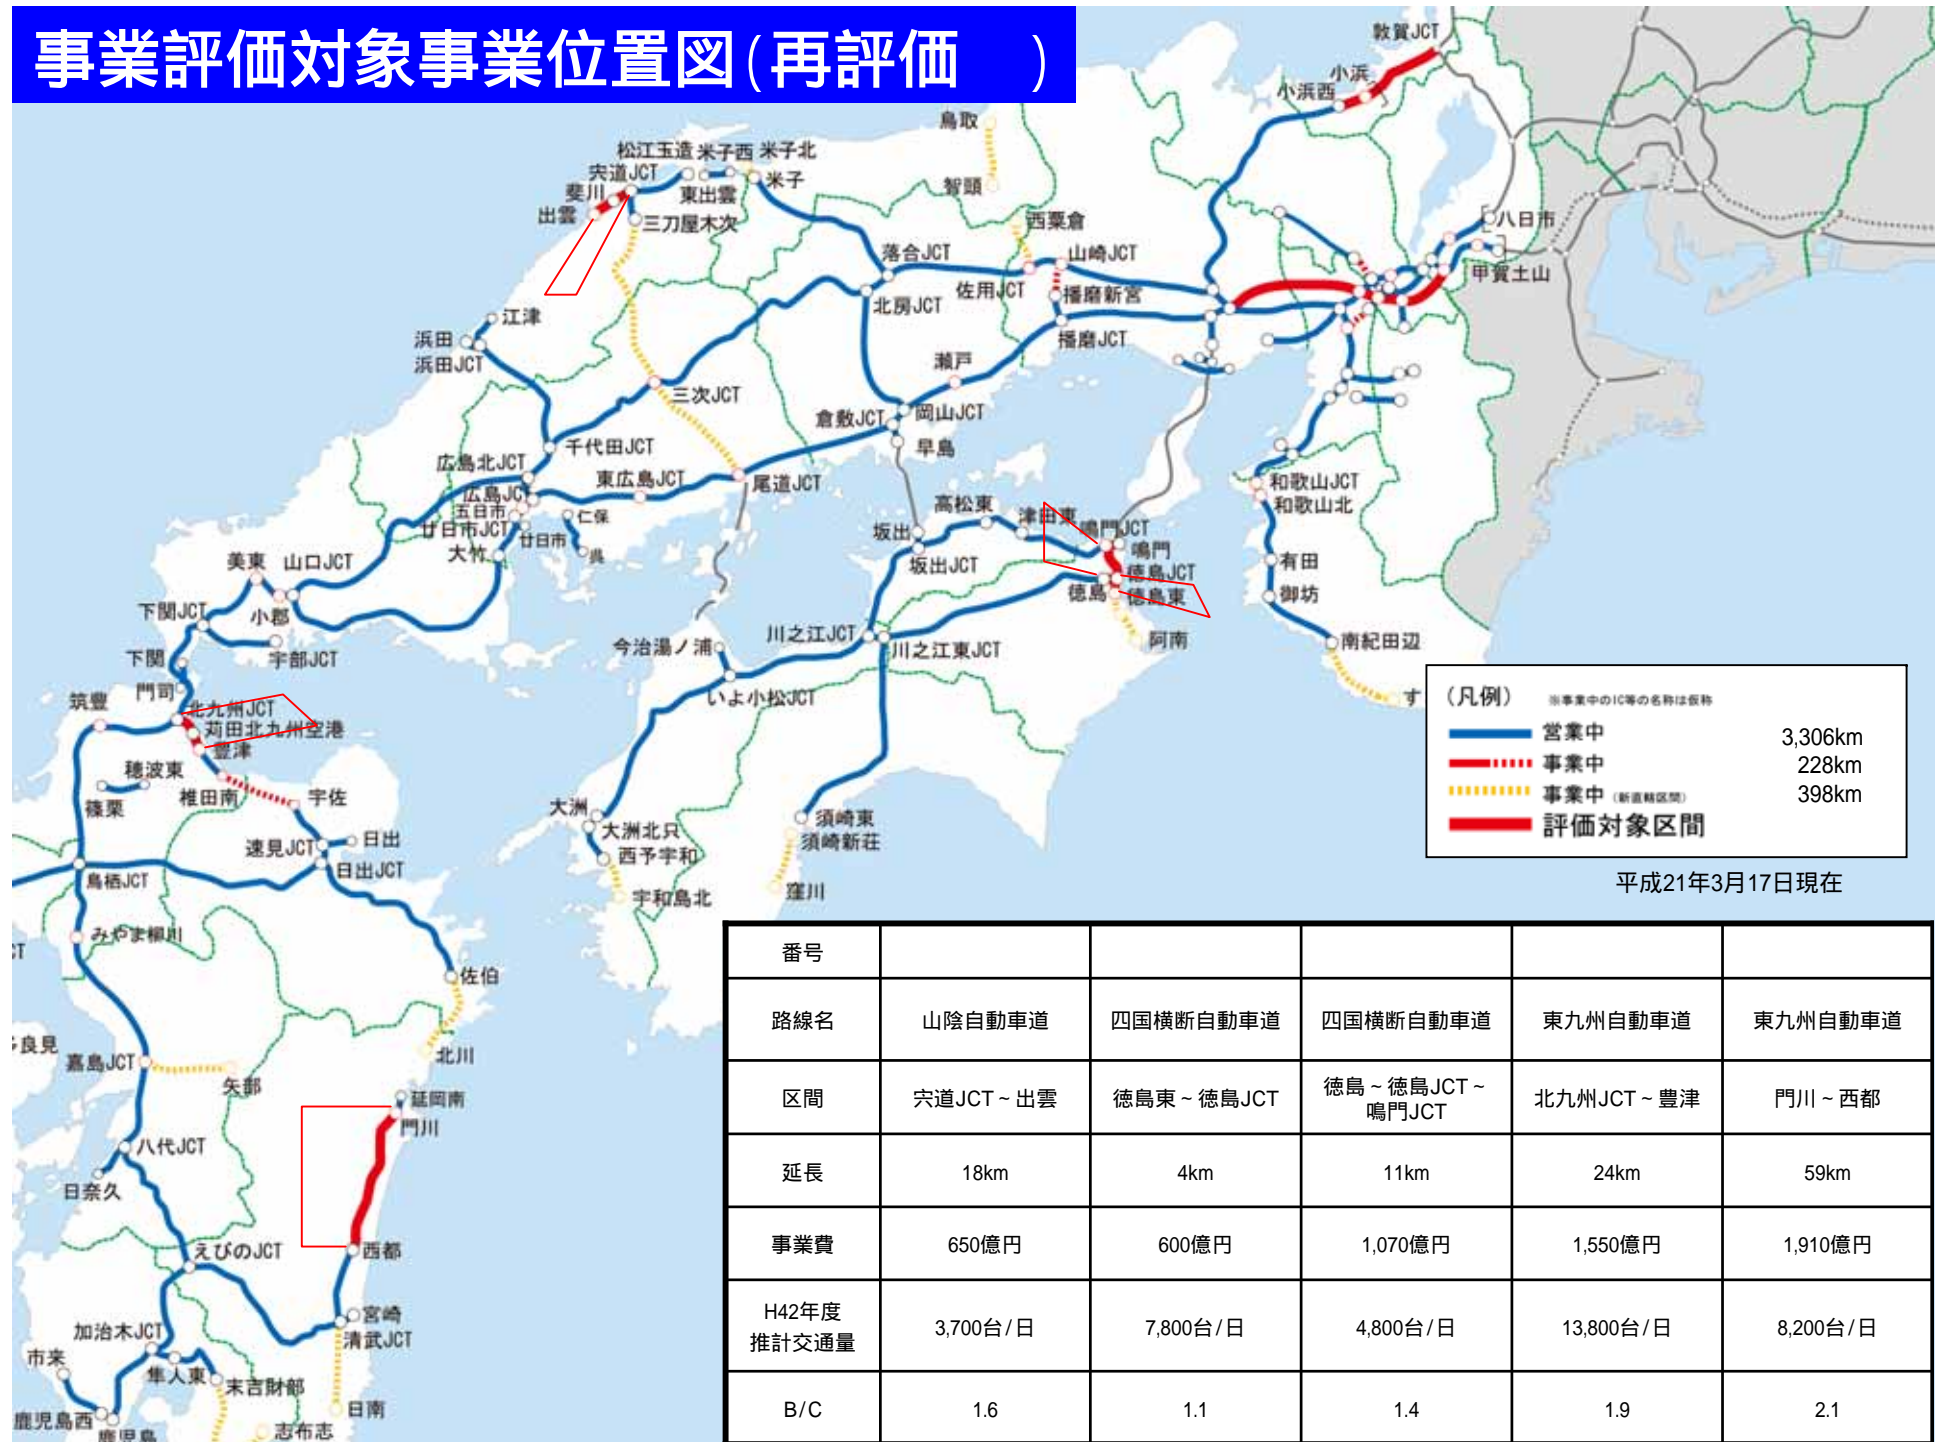 事業評価対象事業位置図(再評価　)
敦賀JCT
小浜
小浜西
鳥取
智頭
松江玉造
米子西
米子北
宍道JCT
斐川
出雲
東出雲
米子
三刀屋木次
西粟倉
落合JCT
山崎JCT
佐用JCT
播磨新宮
北房JCT
播磨JCT
八日市
甲賀土山
江津
浜田
浜田JCT
瀬戸
三次JCT
倉敷JCT
岡山JCT
早島
千代田JCT
広島北JCT
東広島JCT
尾道JCT
広島JCT
五日市
廿日市JCT
廿日市
仁保
呉
大竹
和歌山JCT
和歌山北
有田
御坊
南紀田辺
す
高松東
津田東
鳴門JCT
鳴門
坂出
坂出JCT
徳島JCT
徳島
徳島東
阿南
美東
山口JCT
下関JCT
小郡
宇部JCT
下関
門司
川之江JCT
川之江東JCT
今治湯ノ浦
いよ小松JCT
筑豊
北九州JCT
苅田北九州空港
豊津
穂波東
篠栗
椎田南
宇佐
速見JCT
日出
日出JCT
鳥栖JCT
大洲
大洲北只
西予宇和
宇和島北
須崎東
須崎新荘
窪川
みやま柳川
CT
佐伯
北川
多良見
嘉島JCT
矢部
延岡南
門川
八代JCT
日奈久
西都
えびのJCT
宮崎
清武JCT
加治木JCT
市来
隼人東
末吉財部
日南
鹿児島西
鹿児島
志布志
(凡例)　※事業中のIC等の名称は仮称
営業中　3,306km
事業中　228km
事業中(新直轄区間)　398km
評価対象区間
平成21年3月17日現在
番号
路線名　山陰自動車道　四国横断自動車道　四国横断自動車道　東九州自動車道　東九州自動車道
区間　宍道JCT～出雲　徳島東～徳島JCT　徳島～徳島JCT～鳴門JCT　北九州JCT～豊津　門川～西都
延長　18km　4km　11km　24km　59km
事業費　650億円　600億円　1,070億円　1,550億円　1,910億円
H42年度
推計交通量　3,700台/日　7,800台/日　4,800台/日　13,800台/日　8,200台/日
B/C　1.6　1.1　1.4　1.9　2.1